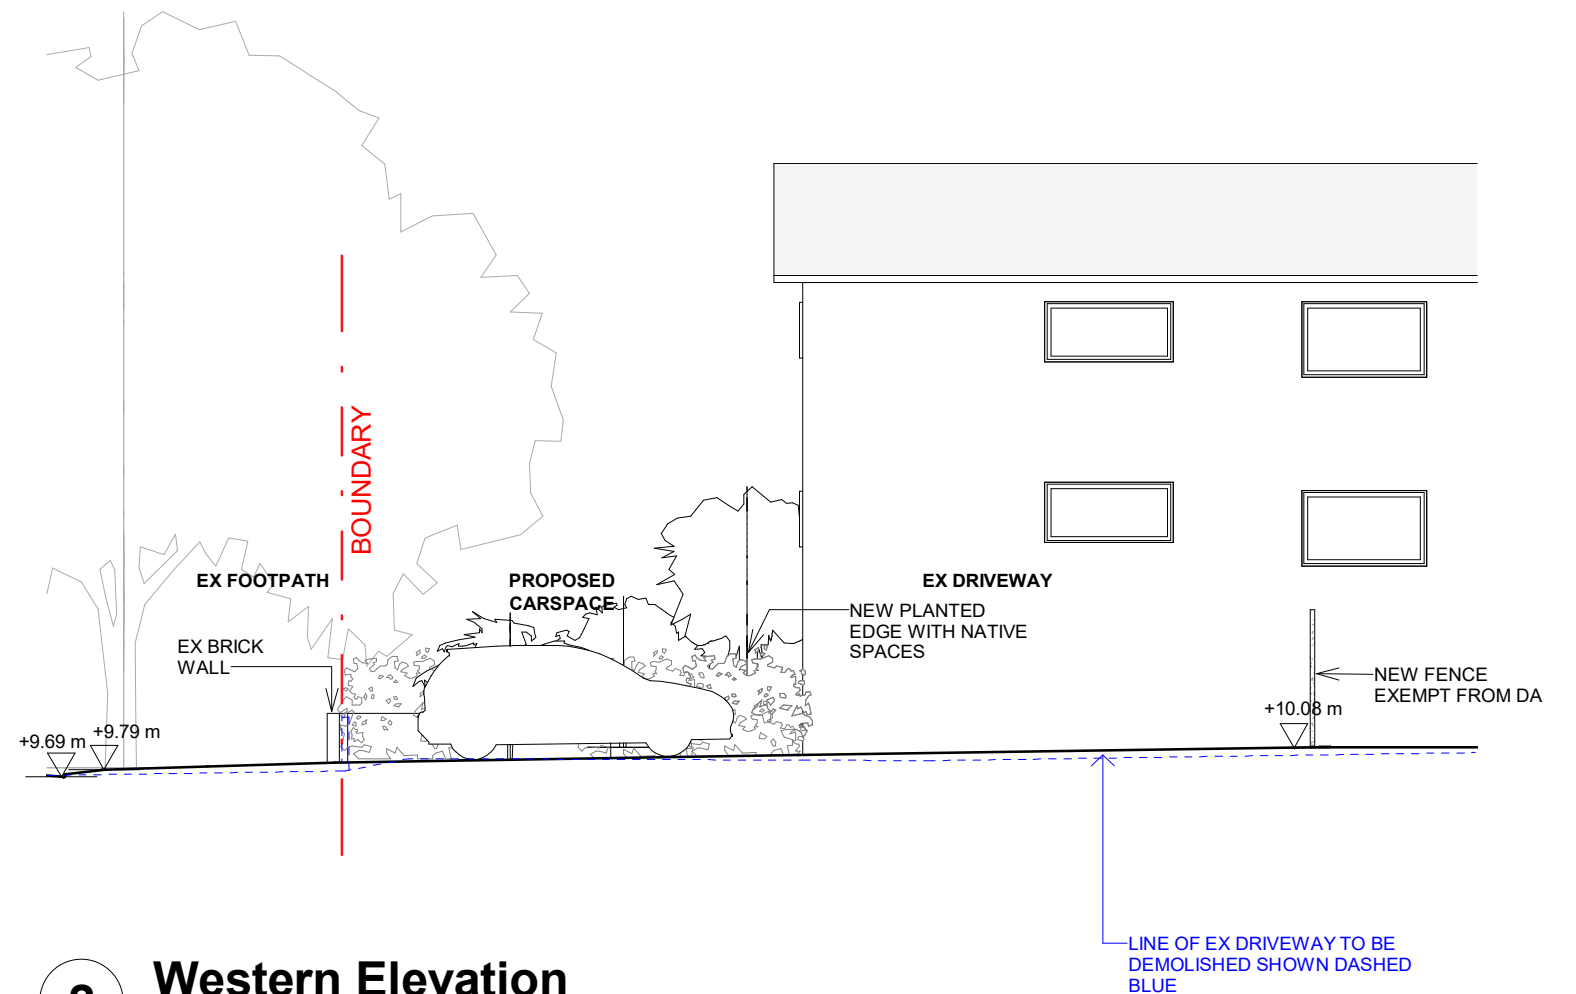 BOUNDARY
EX FOOTPATH
PROPOSED
CARSPACE
EX DRIVEWAY
NEW PLANTED
EDGE WITH NATIVE
SPACES
EX BRICK
WALL
NEW FENCE
EXEMPT FROM DA
+10.08 m
+9.69 m
+9.79 m
LINE OF EX DRIVEWAY TO BE
DEMOLISHED SHOWN DASHED
BLUE
Western Elevation